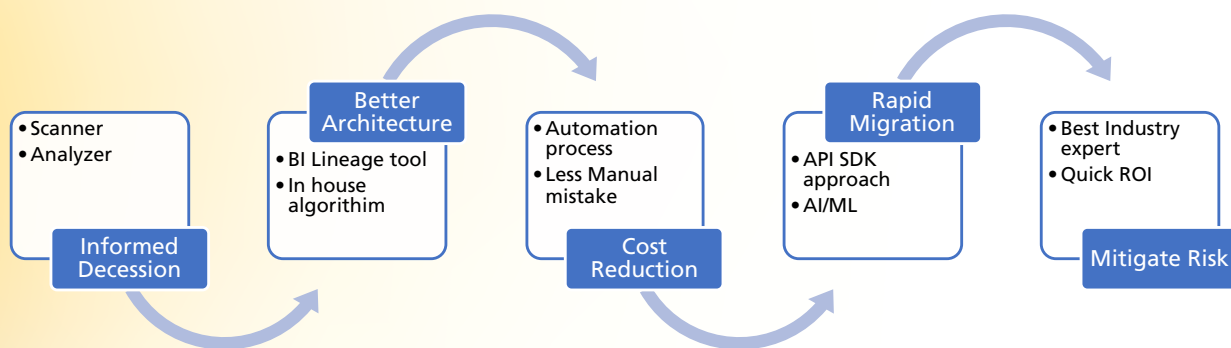 • Scanner
• Analyzer
Informed
Decession
Better
Architecture
• BI Lineage tool
• In house
algorithim
• Automation
process
• Less Manual
mistake
Cost
Reduction
Rapid
Migration
• API SDK
approach
• AI/ML
• Best Industry
expert
• Quick ROI
Mitigate Risk